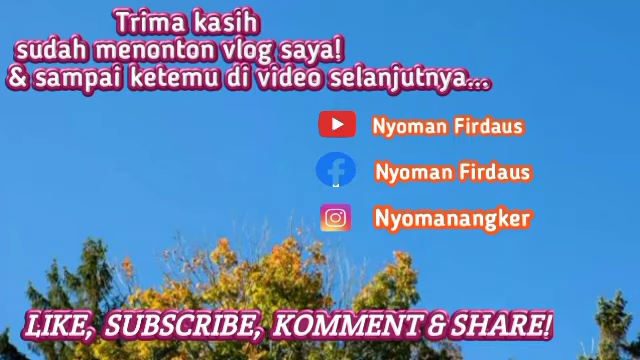 Trima kasih
sudah menonton vlog saya!
& sampai ketemu di video selanjutnya...
Nyoman Firdaus
Nyoman Firdaus
Nyomanangker
LIKE, SUBSCRIBE, KOMMENT & SHARE!